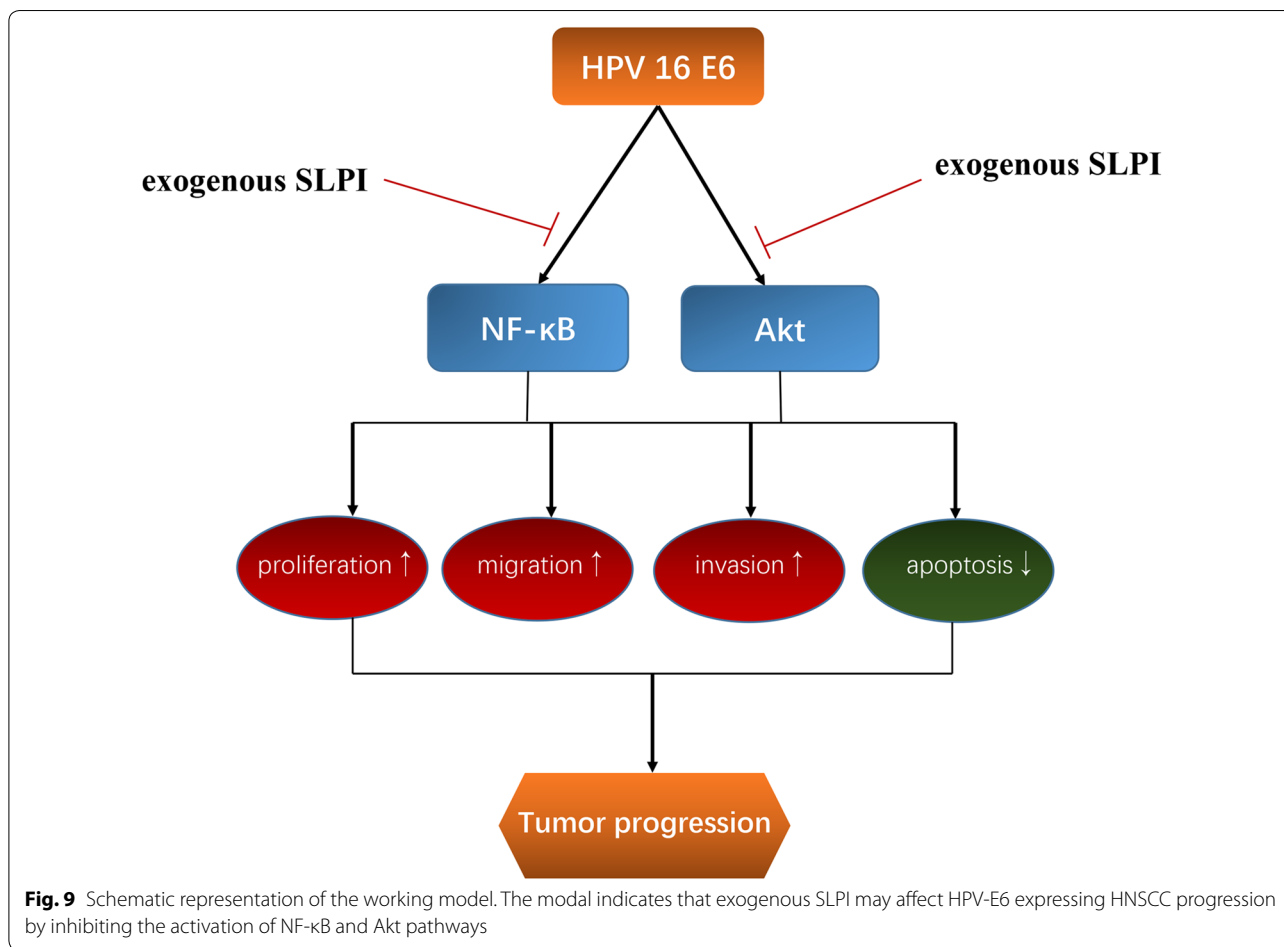 HPV 16 E6
exogenous SLPI
exogenous SLPI
NF-κB
Akt
proliferation ↑
migration ↑
invasion ↑
apoptosis ↓
Tumor progression
Fig. 9 Schematic representation of the working model. The modal indicates that exogenous SLPI may affect HPV-E6 expressing HNSCC progression
by inhibiting the activation of NF-κB and Akt pathways